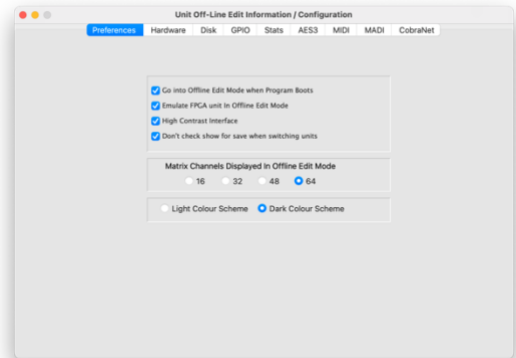 Unit Off-Line Edit Information / Configuration
Preferences Hardware Disk GPIO Stats AES3 MIDI MADI CobraNet
Go into Offline Edit Mode when Program Boots
Emulate FPGA unit In Offline Edit Mode
High Contrast Interface
Don't check show for save when switching units
Matrix Channels Displayed In Offline Edit Mode
16 32 48 64
Light Colour Scheme Dark Colour Scheme